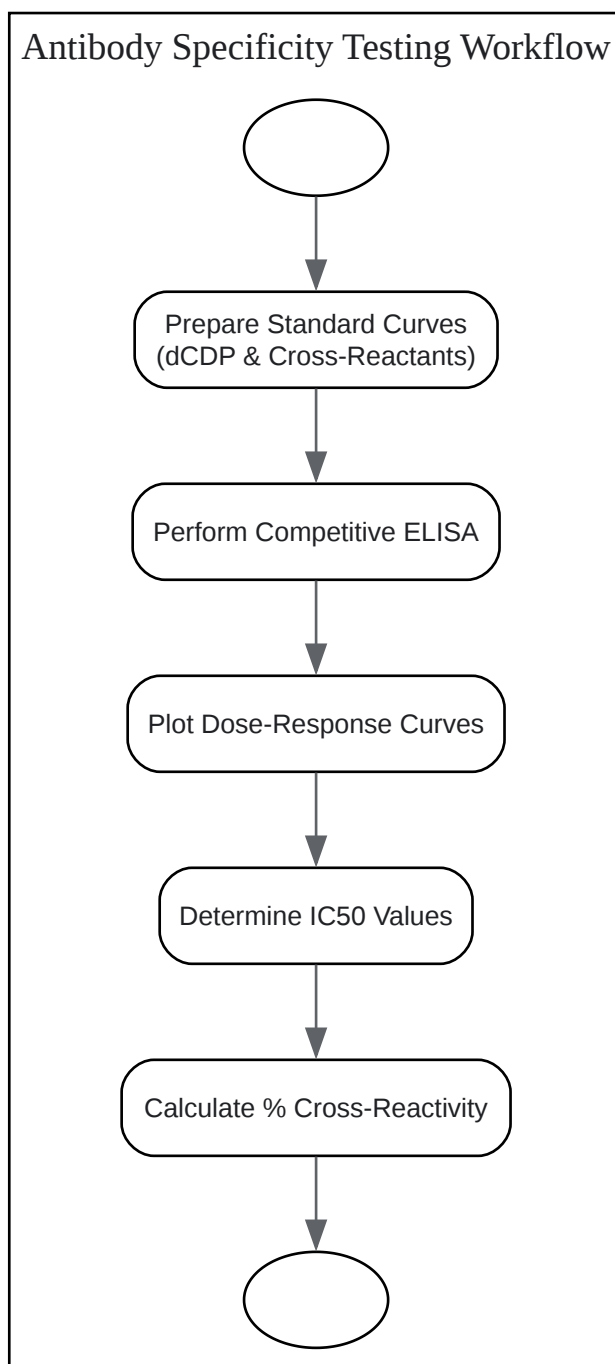 Antibody Specificity Testing Workflow
Prepare Standard Curves
(dCDP & Cross-Reactants)
Perform Competitive ELISA
Plot Dose-Response Curves
Determine IC50 Values
Calculate % Cross-Reactivity